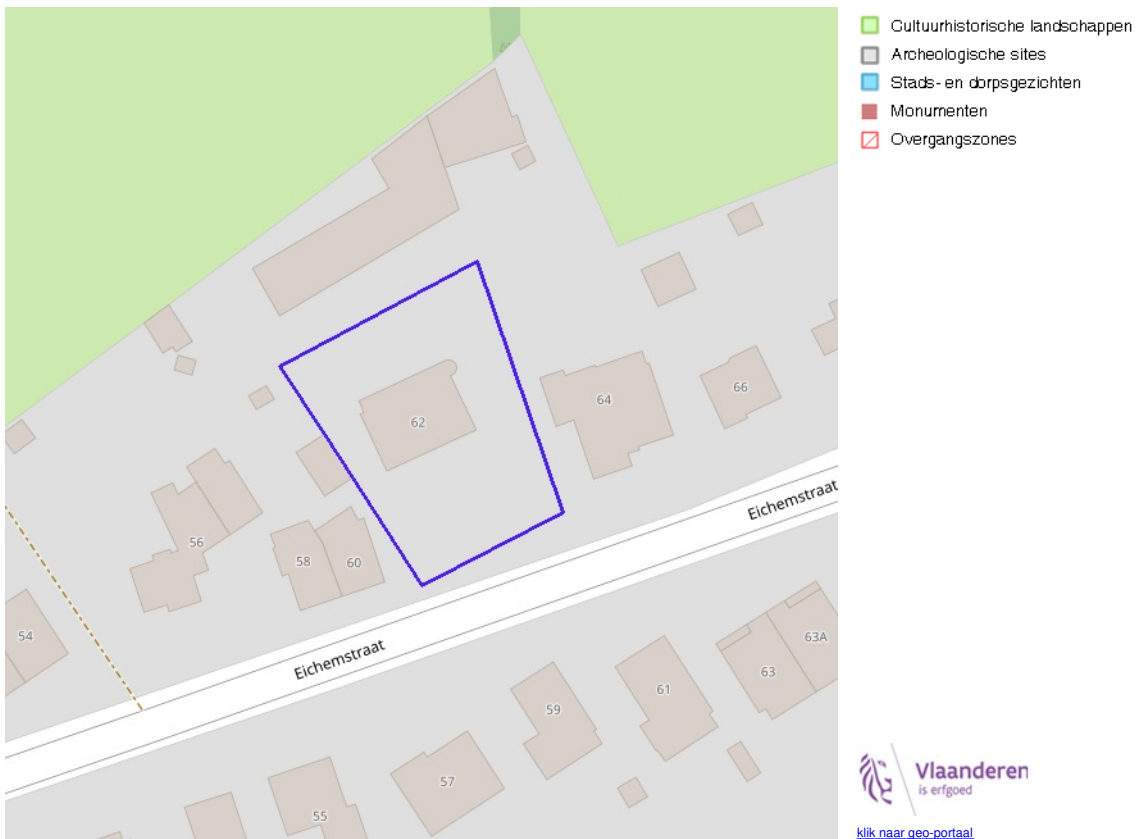 Cultuurhistorische landschappen
Archeologische sites
Stads- en dorpsgezichten
Monumenten
Overgangszones
62
64
66
Eichemstraat
56
58
60
54
Eichemstraat
63A
63
61
59
57
55
Vlaanderen
is erfgoed
klik naar geo-portaal